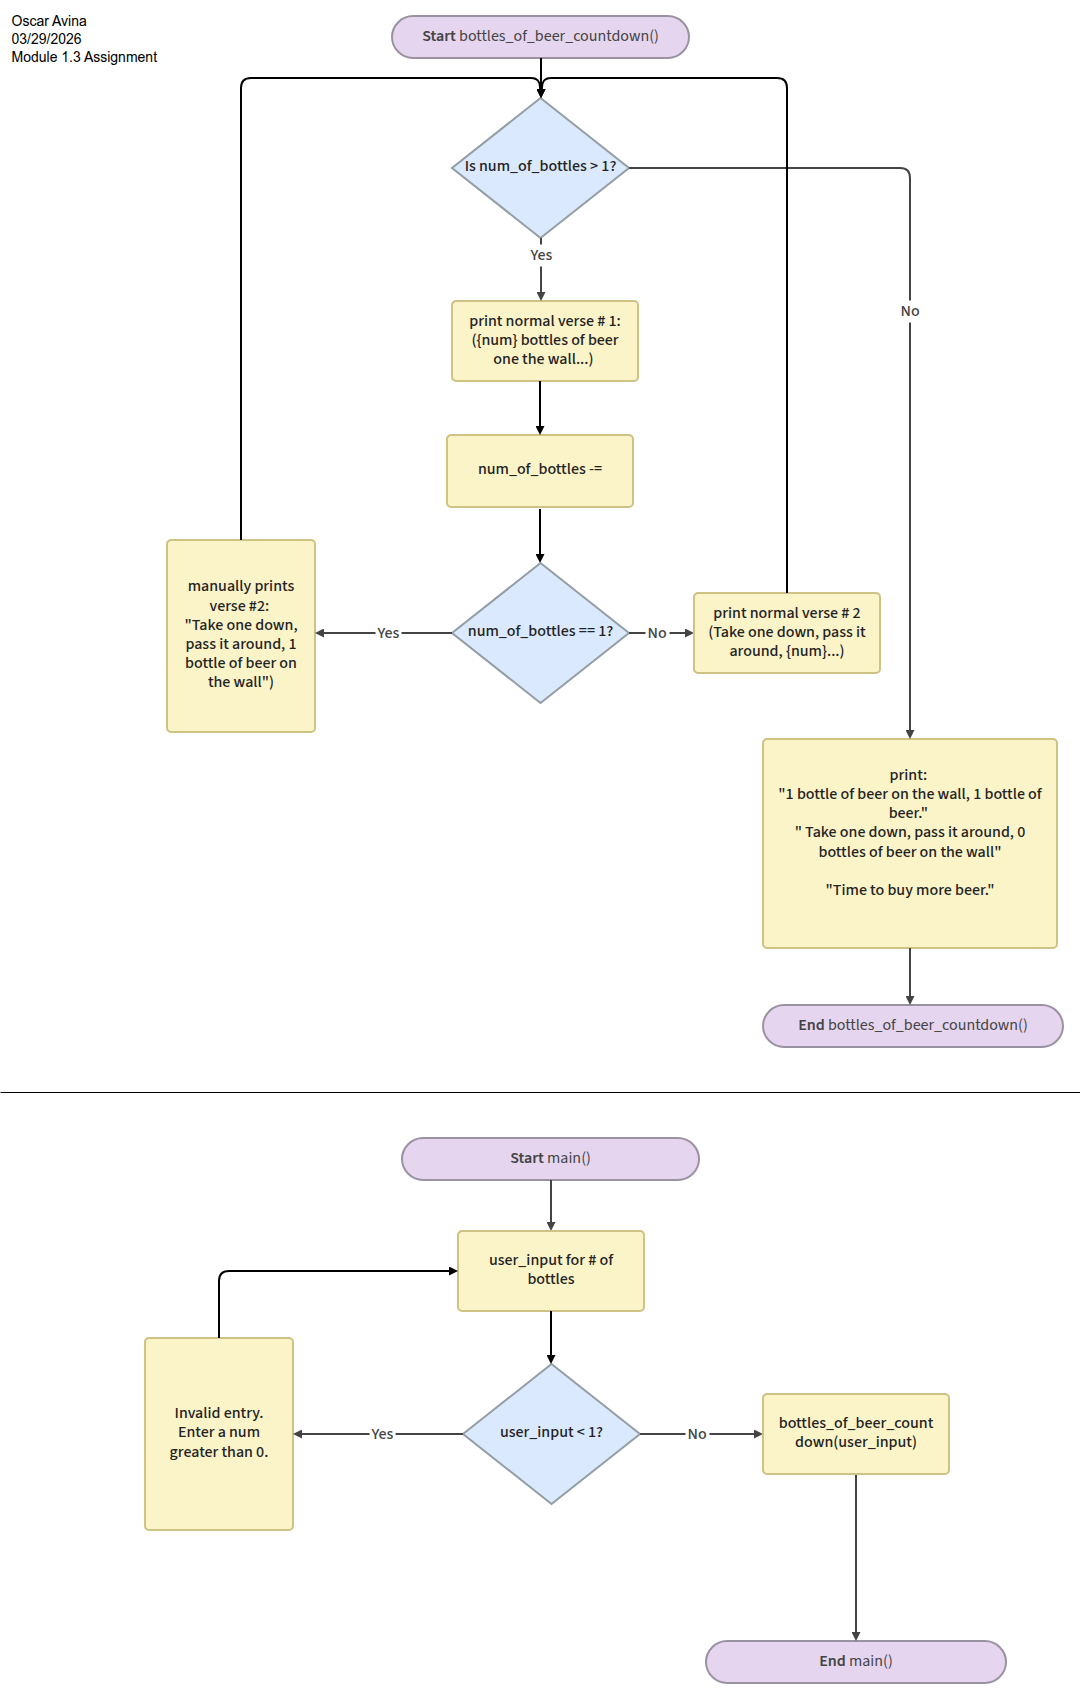 Oscar Avina
03/29/2026
Module 1.3 Assignment
Start bottles_of_beer_countdown()
Is num_of_bottles > 1?
Yes
No
print normal verse # 1:
({num} bottles of beer
one the wall...)
num_of_bottles -=
manually prints
verse #2:
"Take one down,
pass it around, 1
bottle of beer on
the wall")
Yes
num_of_bottles == 1?
No
print normal verse # 2
(Take one down, pass it
around, {num}...)
print:
"1 bottle of beer on the wall, 1 bottle of
beer."
" Take one down, pass it around, 0
bottles of beer on the wall"
"Time to buy more beer."
End bottles_of_beer_countdown()
Start main()
user_input for # of
bottles
Invalid entry.
Enter a num
greater than 0.
Yes
user_input < 1?
No
bottles_of_beer_count
down(user_input)
End main()